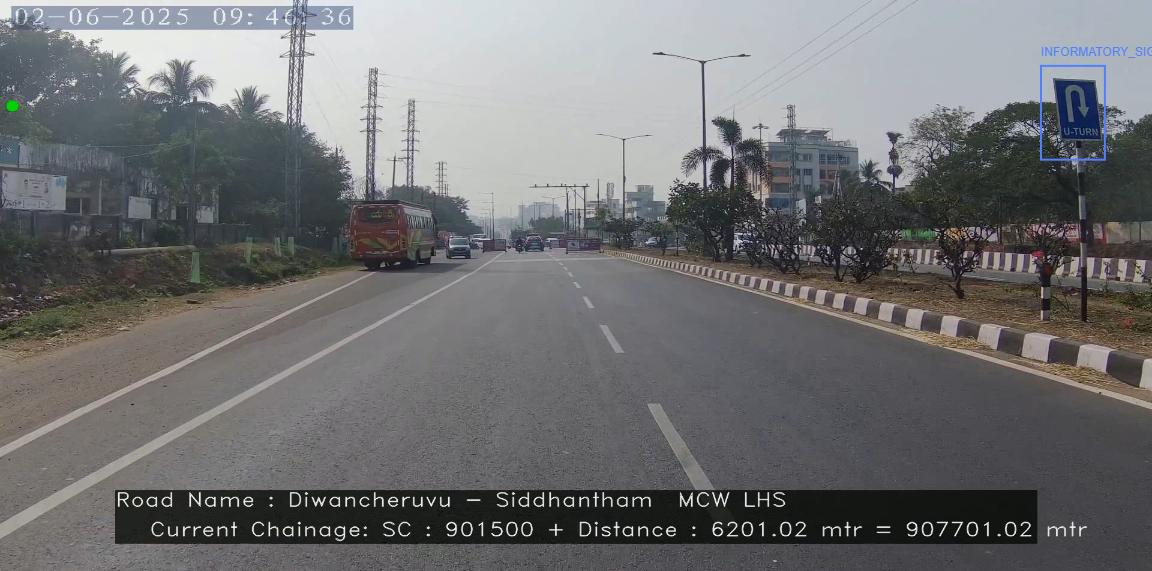 02-06-2025 09:46:36
INFORMATORY_SIG
U-TURN
Road Name : Diwancheruvu - Siddhantham MCW LHS
Current Chainage: SC : 901500 + Distance : 6201.02 mtr = 907701.02 mtr